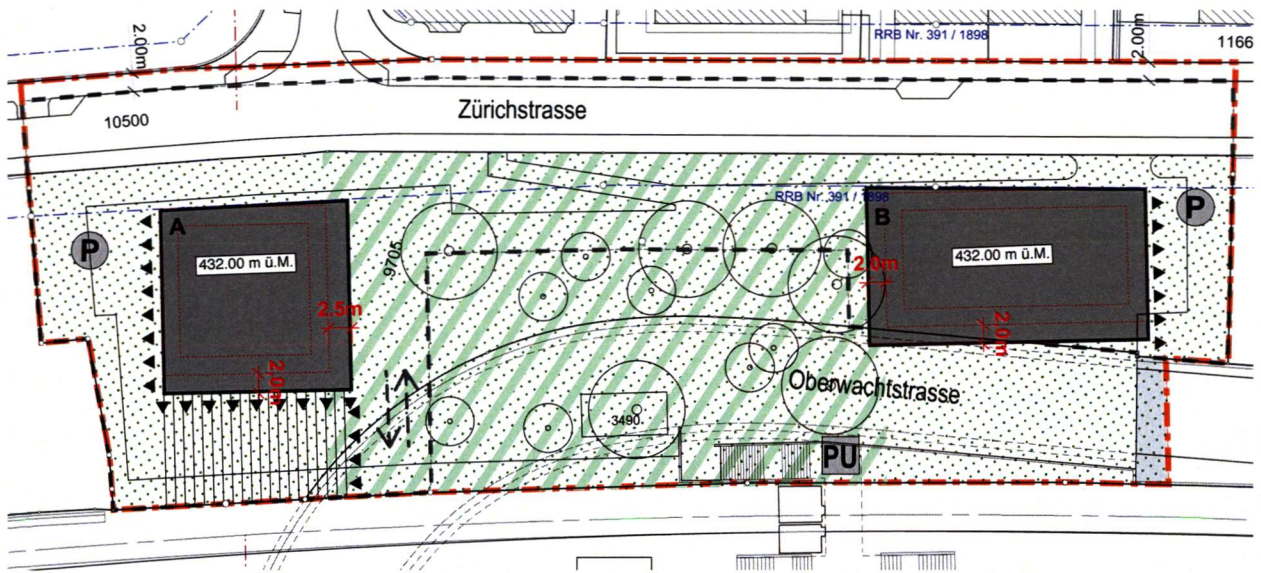 2.00m
RRB Nr. 391 / 1898
2.00m
1166
10500
Zürichstrasse
RRB Nr. 391 / 1898
A
B
P
P
9705
432.00 m ü.M.
432.00 m ü.M.
2.0m
2.5m
2.0m
2.0m
Oberwachtstrasse
3490
PU